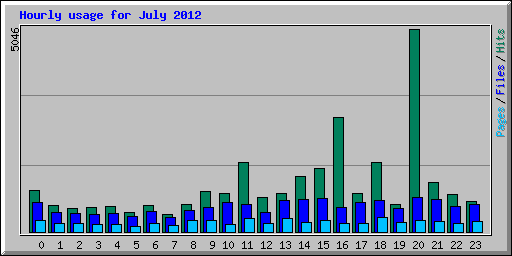 Hourly usage for July 2012
5046
Pages / Files / Hits
0 1 2 3 4 5 6 7 8 9 10 11 12 13 14 15 16 17 18 19 20 21 22 23